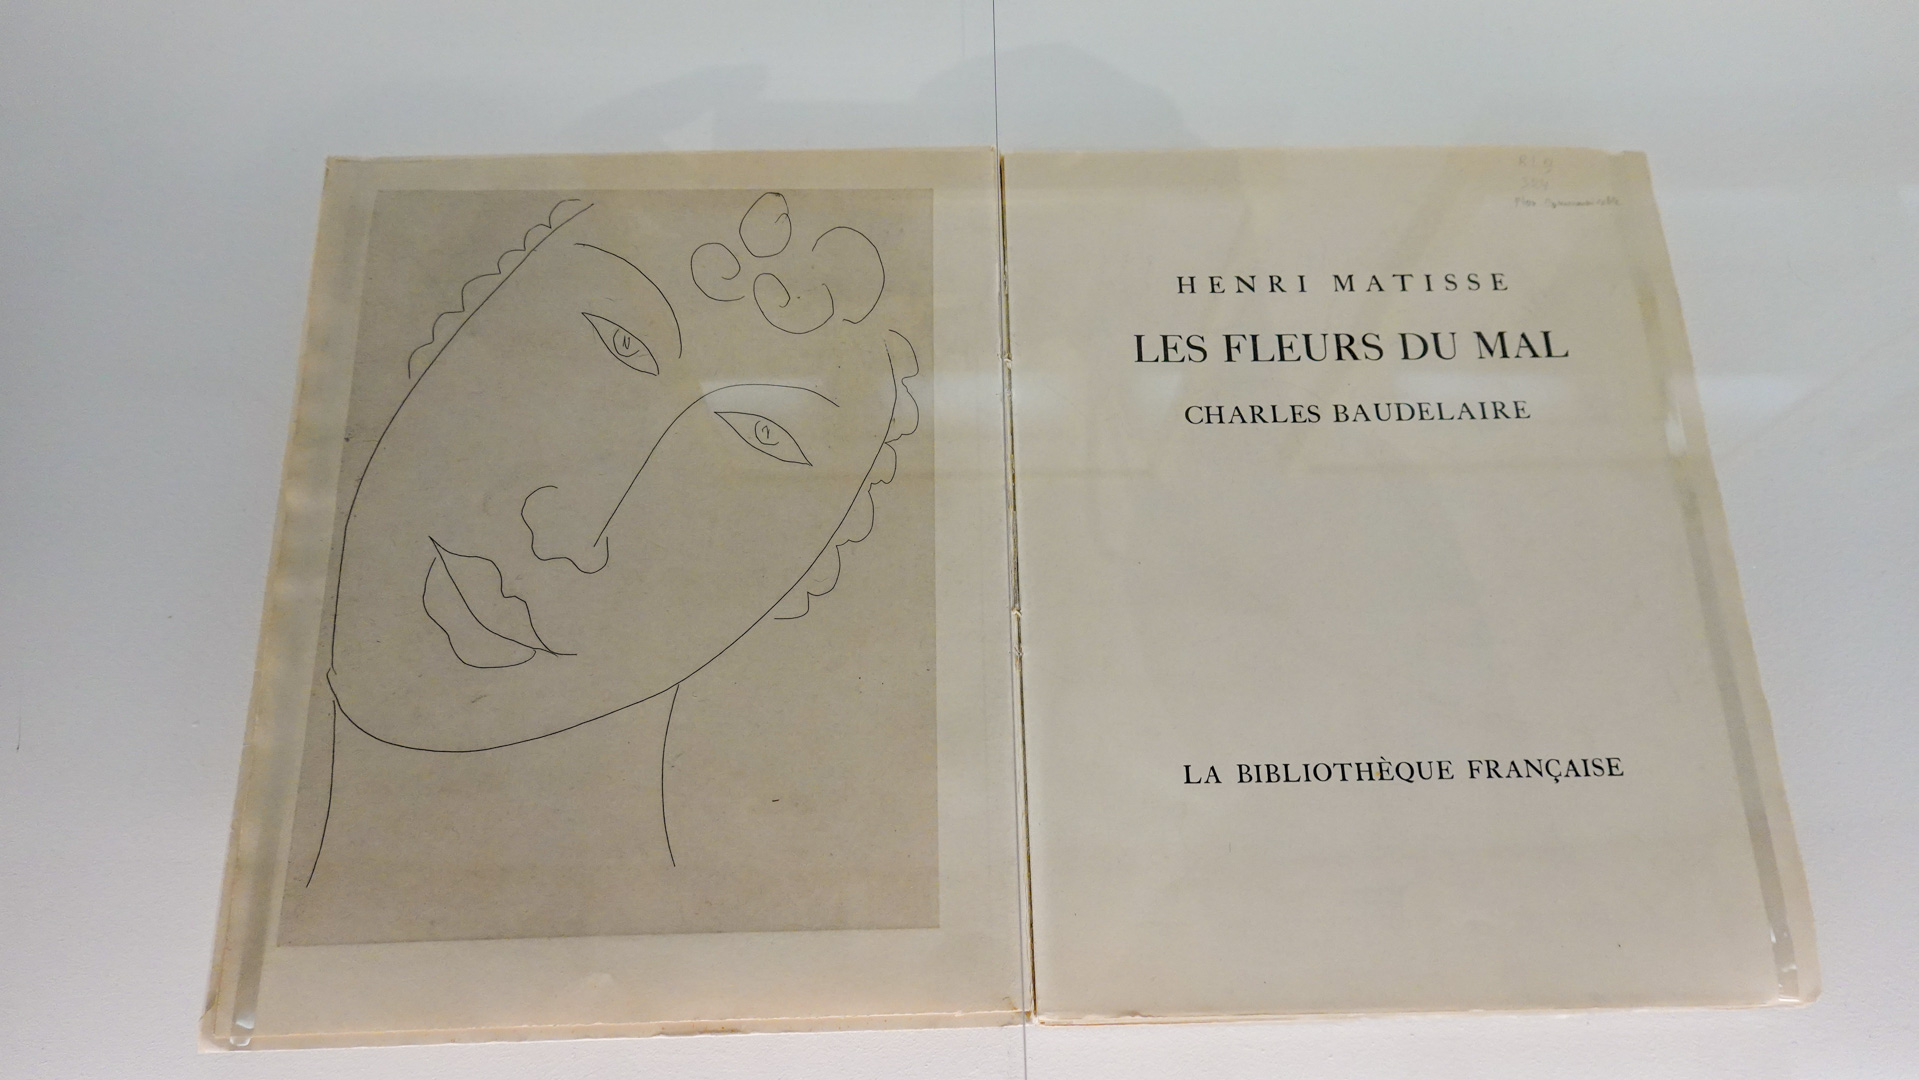 HENRI MATISSE
LES FLEURS DU MAL
CHARLES BAUDELAIRE
LA BIBLIOTHÈQUE FRANÇAISE